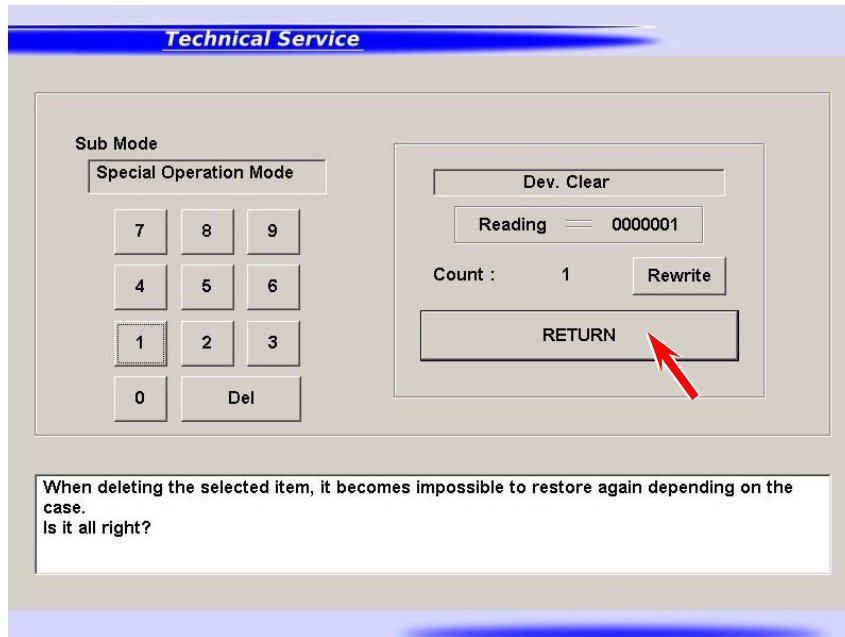 Technical Service
Sub Mode
Special Operation Mode
7 8 9
4 5 6
1 2 3
0 Del
Dev. Clear
Reading 0000001
Count : 1 Rewrite
RETURN
When deleting the selected item, it becomes impossible to restore again depending on the
case.
Is it all right?